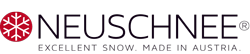 NEUSCHNEE®
EXCELLENT SNOW. MADE IN AUSTRIA.